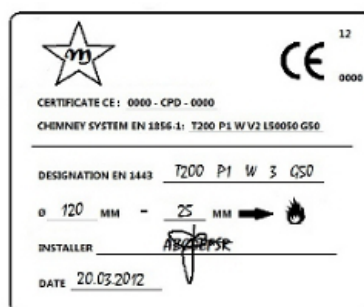 m
CE
12
0000
CERTIFICATE CE : 0000 - CPD - 0000
CHIMNEY SYSTEM EN 1856-1: T200 P1 W V2 L50050 G50
DESIGNATION EN 1443 T200 P1 W 3 G50
Ø 120 MM - 25 MM
INSTALLER
DATE 20.03.2012